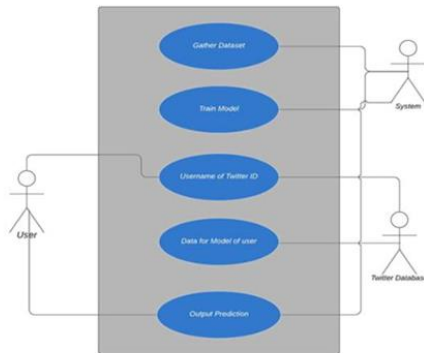 Gather Dataset
System
Train Model
Username of Twitter ID
User
Data for Model of user
Twitter Database
Output Prediction